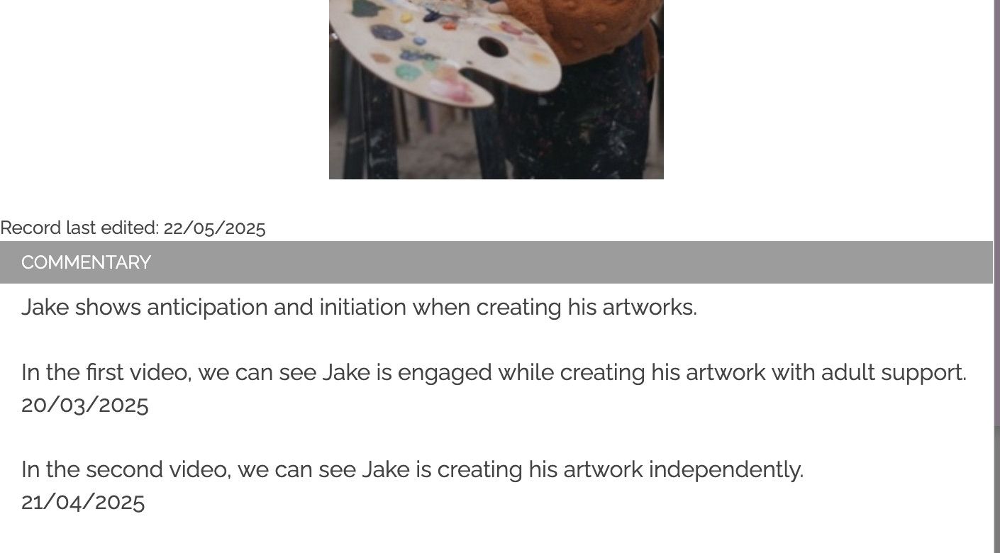 Record last edited: 22/05/2025
COMMENTARY
Jake shows anticipation and initiation when creating his artworks.
In the first video, we can see Jake is engaged while creating his artwork with adult support.
20/03/2025
In the second video, we can see Jake is creating his artwork independently.
21/04/2025